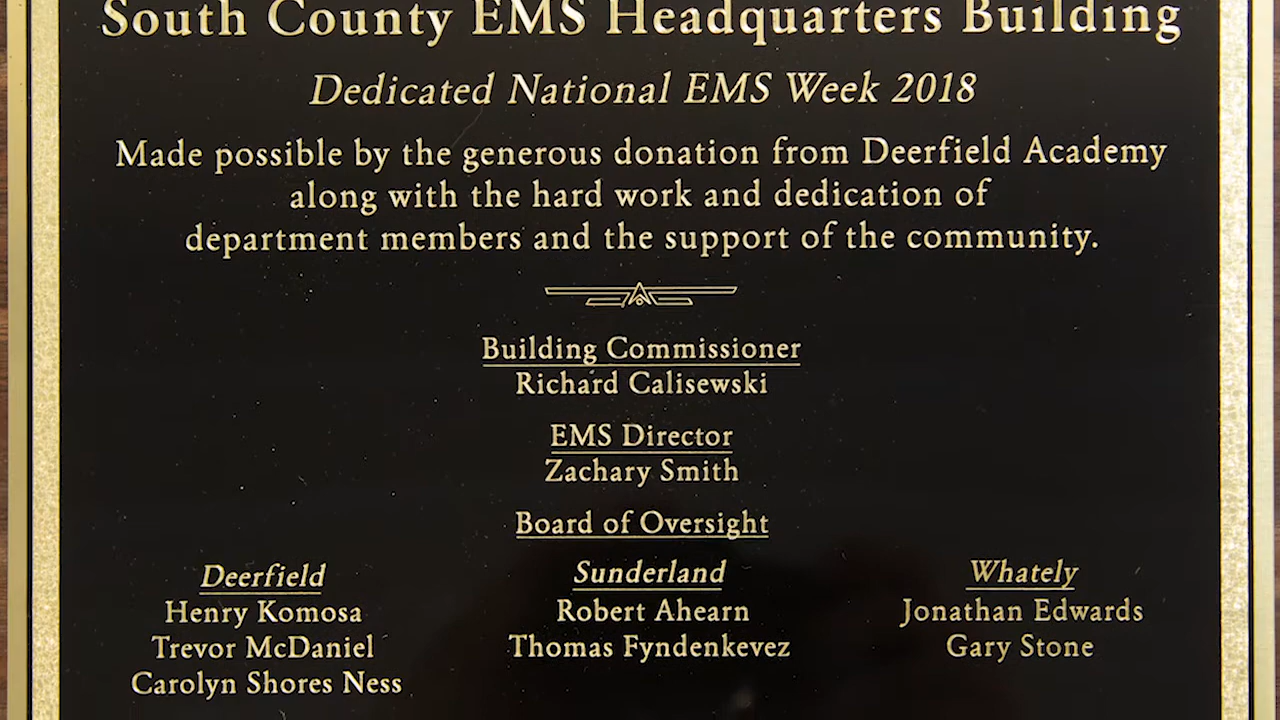 South County EMS Headquarters Building
Dedicated National EMS Week 2018
Made possible by the generous donation from Deerfield Academy
along with the hard work and dedication of
department members and the support of the community.
Building Commissioner
Richard Calisewski
EMS Director
Zachary Smith
Board of Oversight
Deerfield
Henry Komosa
Trevor McDaniel
Carolyn Shores Ness
Sunderland
Robert Ahearn
Thomas Fyndenkevez
Whately
Jonathan Edwards
Gary Stone